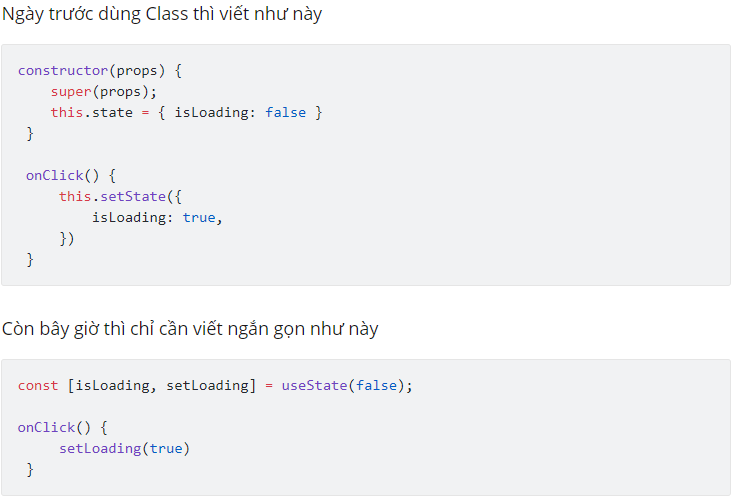 Ngày trước dùng Class thì viết như này
constructor(props) {
    super(props);
    this.state = { isLoading: false }
 }
 onClick() {
     this.setState({
         isLoading: true,
     })
 }
Còn bây giờ thì chỉ cần viết ngắn gọn như này
const [isLoading, setLoading] = useState(false);
onClick() {
     setLoading(true)
 }